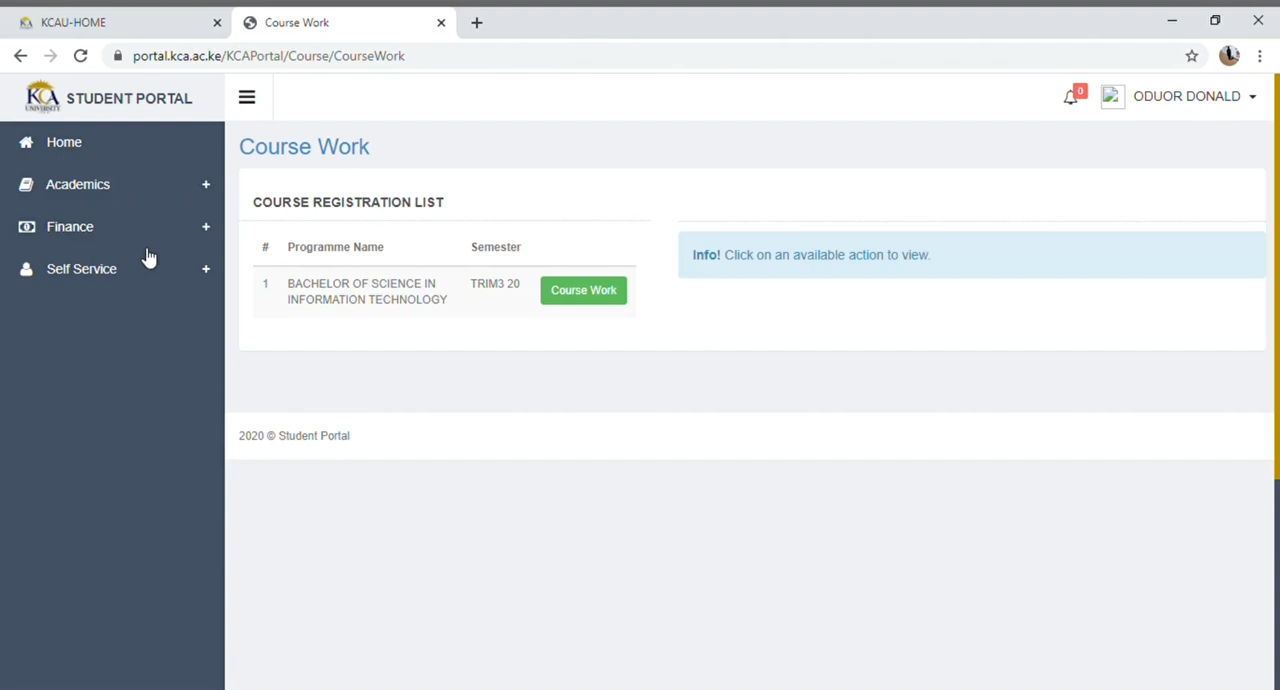 KCAU-HOME
Course Work
portal.kca.ac.ke/KCAPortal/Course/CourseWork
KCA
UNIVERSITY
STUDENT PORTAL
0
ODUOR DONALD
Home
Academics +
Finance +
Self Service +
Course Work
COURSE REGISTRATION LIST
# Programme Name Semester
1 BACHELOR OF SCIENCE IN TRIM3 20 Course Work
INFORMATION TECHNOLOGY
Info! Click on an available action to view.
2020 © Student Portal